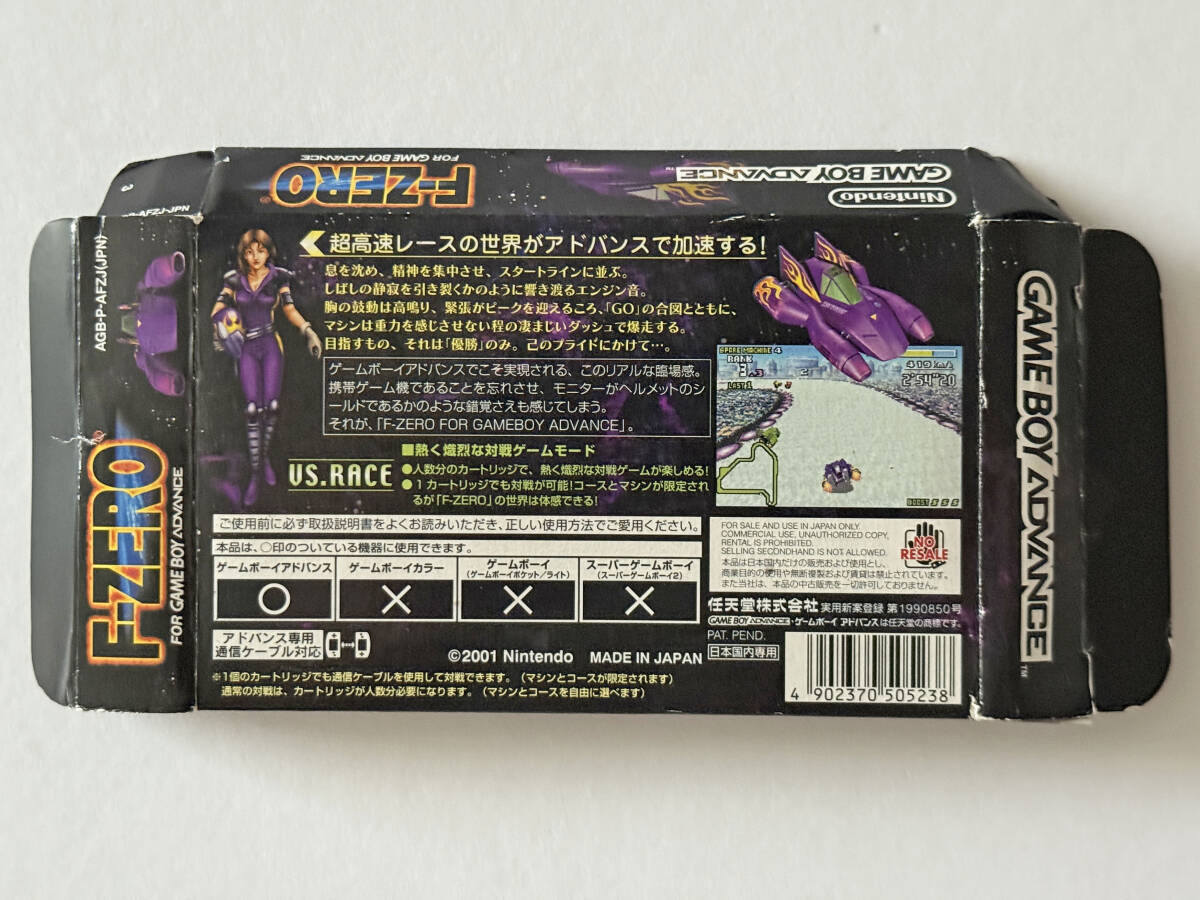 F-ZERO®
FOR GAME BOY ADVANCE
GAME BOY ADVANCE™
Nintendo®
3
-AFZJ-JPN
AGB-P-AFZJ(JPN)
F-ZERO®
FOR GAME BOY ADVANCE
超高速レースの世界がアドバンスで加速する!
息を沈め、精神を集中させ、スタートラインに並ぶ。
しばしの静寂を引き裂くかのように響き渡るエンジン音。
胸の鼓動は高鳴り、緊張がピークを迎えるころ、「GO」の合図とともに、
マシンは重力を感じさせない程の凄まじいダッシュで爆走する。
目指すもの、それは「優勝」のみ。己のプライドにかけて…。
ゲームボーイアドバンスでこそ実現される、このリアルな臨場感。
携帯ゲーム機であることを忘れさせ、モニターがヘルメットの
シールドであるかのような錯覚さえも感じてしまう。
それが、「F-ZERO FOR GAMEBOY ADVANCE」。
VS.RACE
■熱く熾烈な対戦ゲームモード
●人数分のカートリッジで、熱く熾烈な対戦ゲームが楽しめる!
●1カートリッジでも対戦が可能!コースとマシンが限定され
るが「F-ZERO」の世界は体感できる!
SPARE MACHINE 4
RANK
LAST 1
2'54"20
BOOST S S S
ご使用前に必ず取扱説明書をよくお読みいただき、正しい使用方法でご愛用ください。
本品は、○印のついている機器に使用できます。
ゲームボーイアドバンス
ゲームボーイカラー
ゲームボーイ
(ゲームボーイポケット/ライト)
スーパーゲームボーイ
(スーパーゲームボーイ2)
○
×
×
×
アドバンス専用
通信ケーブル対応
©2001 Nintendo MADE IN JAPAN
※1個のカートリッジでも通信ケーブルを使用して対戦できます。(マシンとコースが限定されます)
通常の対戦は、カートリッジが人数分必要になります。(マシンとコースを自由に選べます)
FOR SALE AND USE IN JAPAN ONLY.
COMMERCIAL USE, UNAUTHORIZED COPY,
RENTAL IS PROHIBITED.
SELLING SECONDHAND IS NOT ALLOWED.
本品は日本国内だけの販売および使用とし、
商業目的の使用や無断複製および賃貸は禁止されています。
また当社は、本品の中古販売を一切許可しておりません。
NO
RESALE
任天堂株式会社 実用新案登録 第1990850号
GAME BOY ADVANCE・ゲームボーイ アドバンスは任天堂の商標です。
PAT. PEND.
日本国内専用
4 902370 505238
GAME BOY ADVANCE™